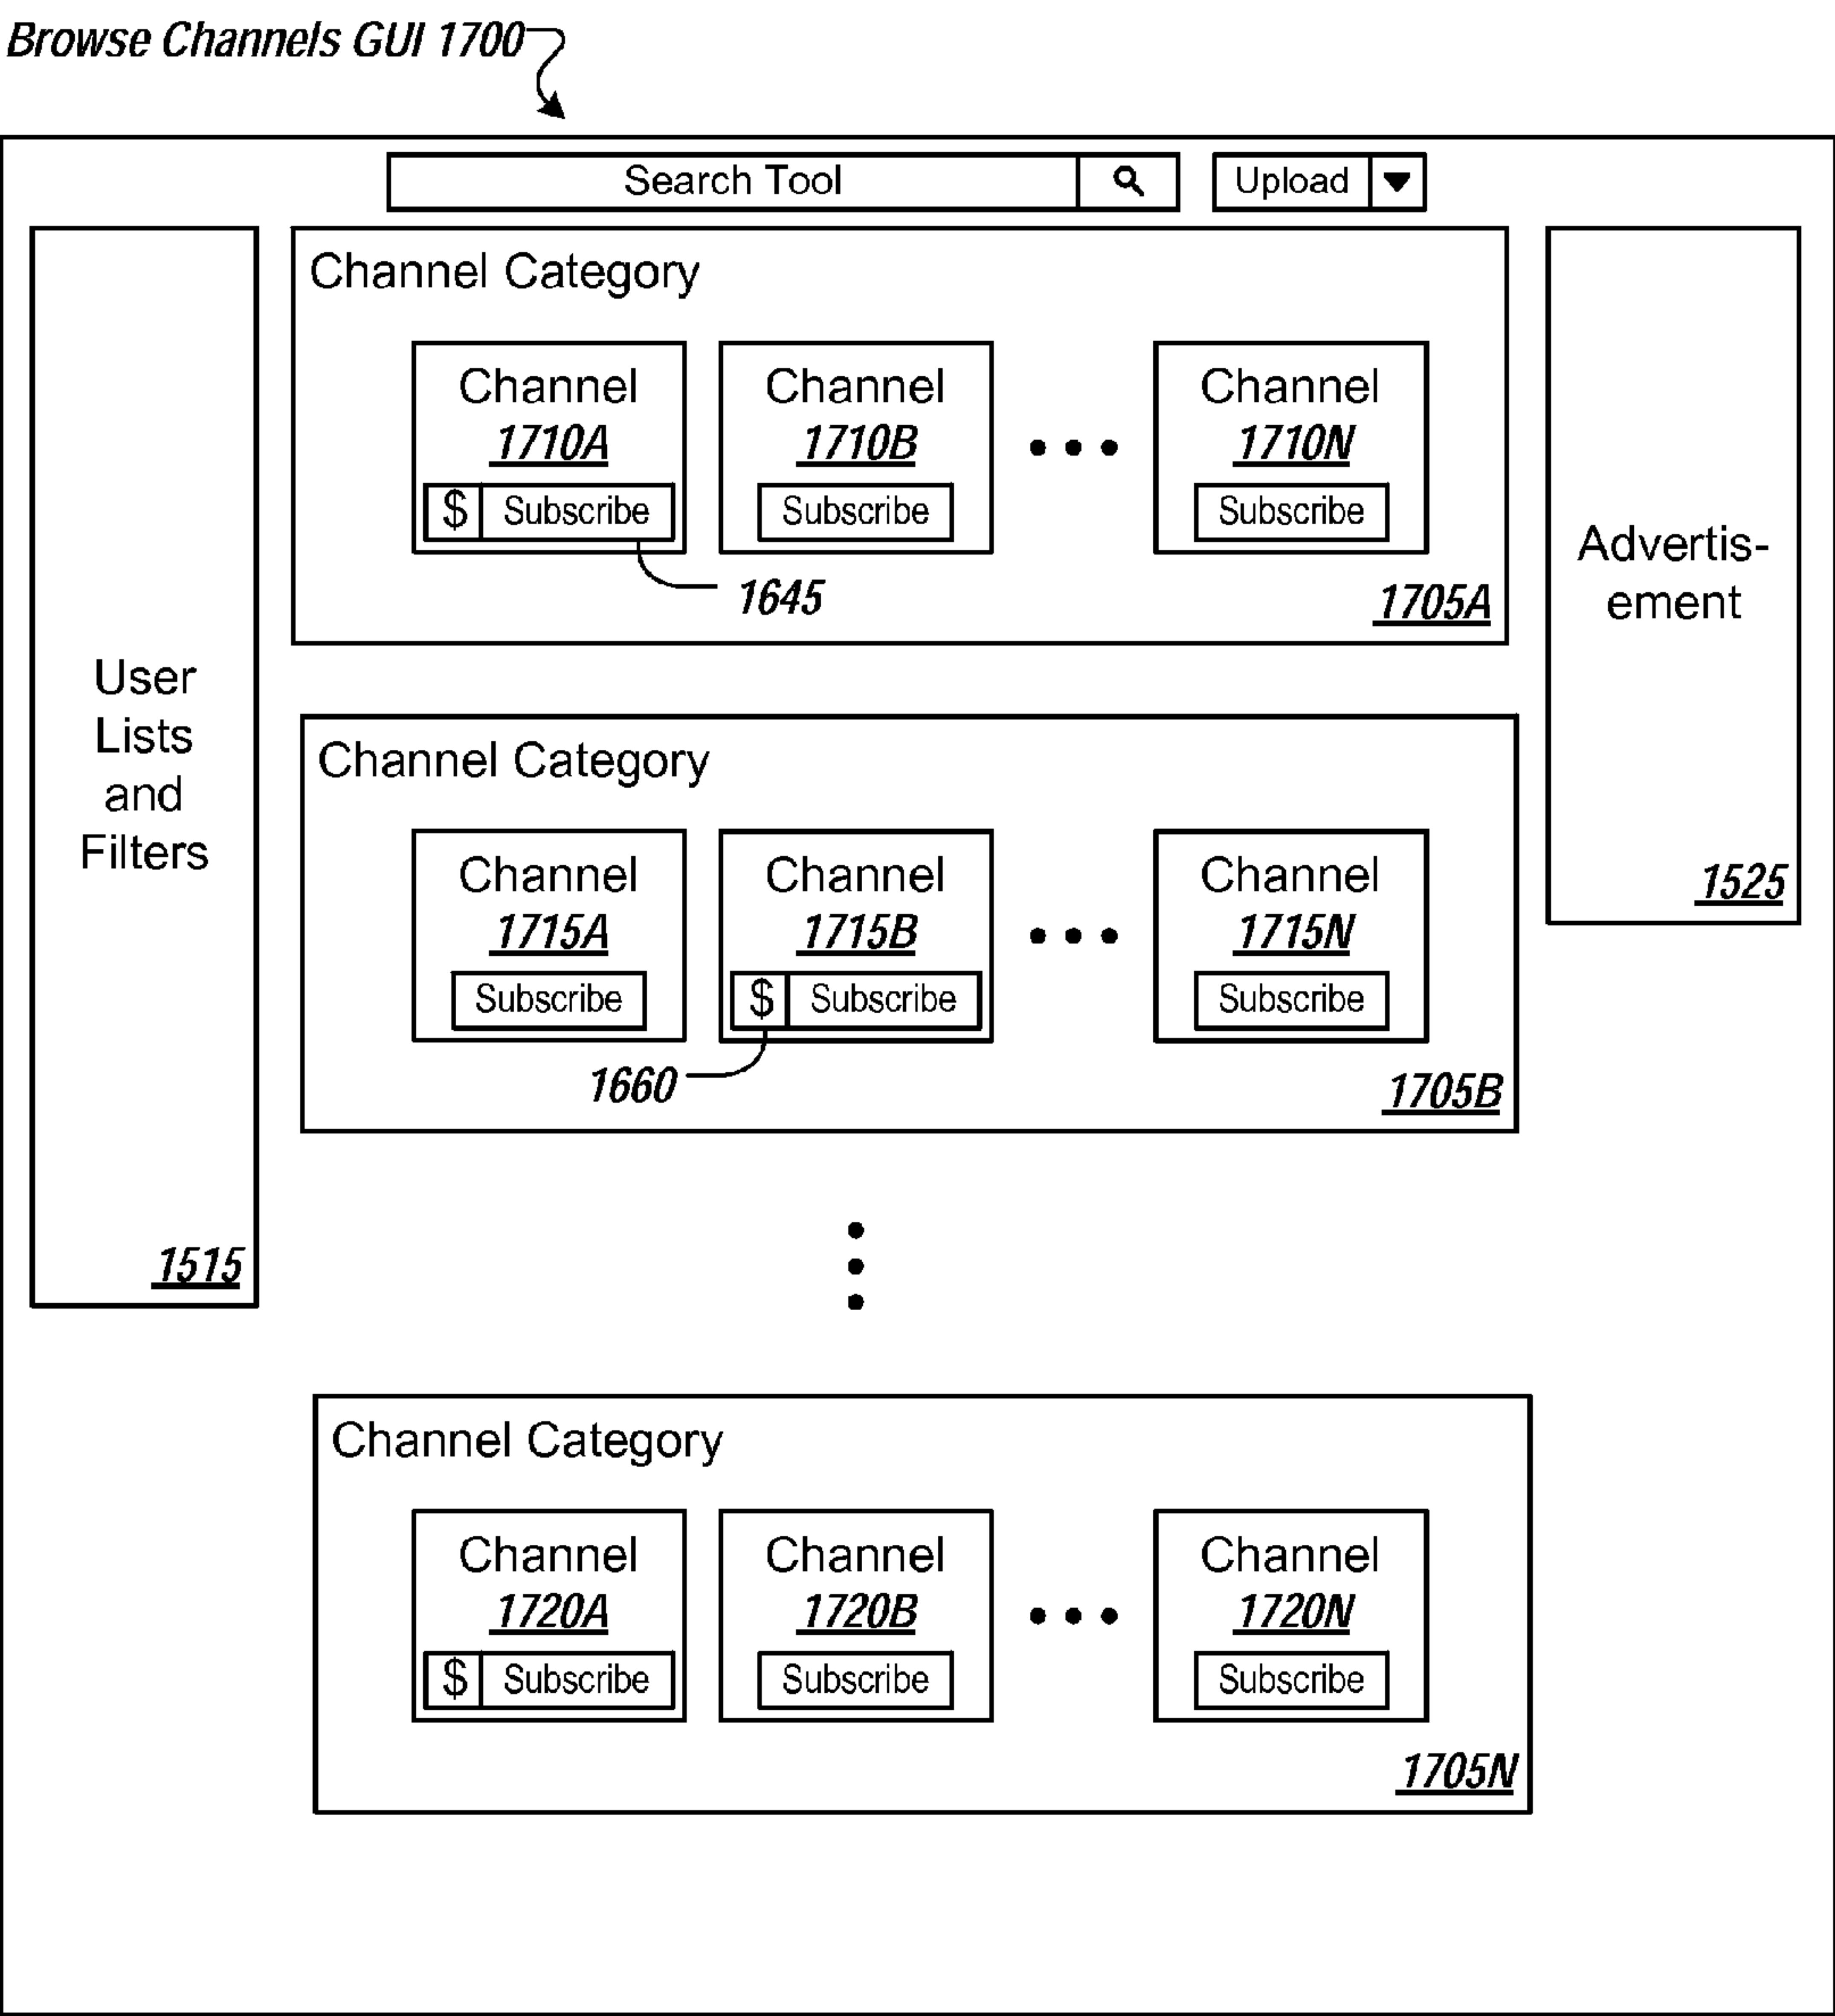 Browse Channels GUI 1700
Search Tool
Upload
User
Lists
and
Filters
1515
Channel Category
Channel
1710A
$ Subscribe
Channel
1710B
Subscribe
Channel
1710N
Subscribe
1645
1705A
Advertis-
ement
1525
Channel Category
Channel
1715A
Subscribe
Channel
1715B
$ Subscribe
Channel
1715N
Subscribe
1660
1705B
Channel Category
Channel
1720A
$ Subscribe
Channel
1720B
Subscribe
Channel
1720N
Subscribe
1705N